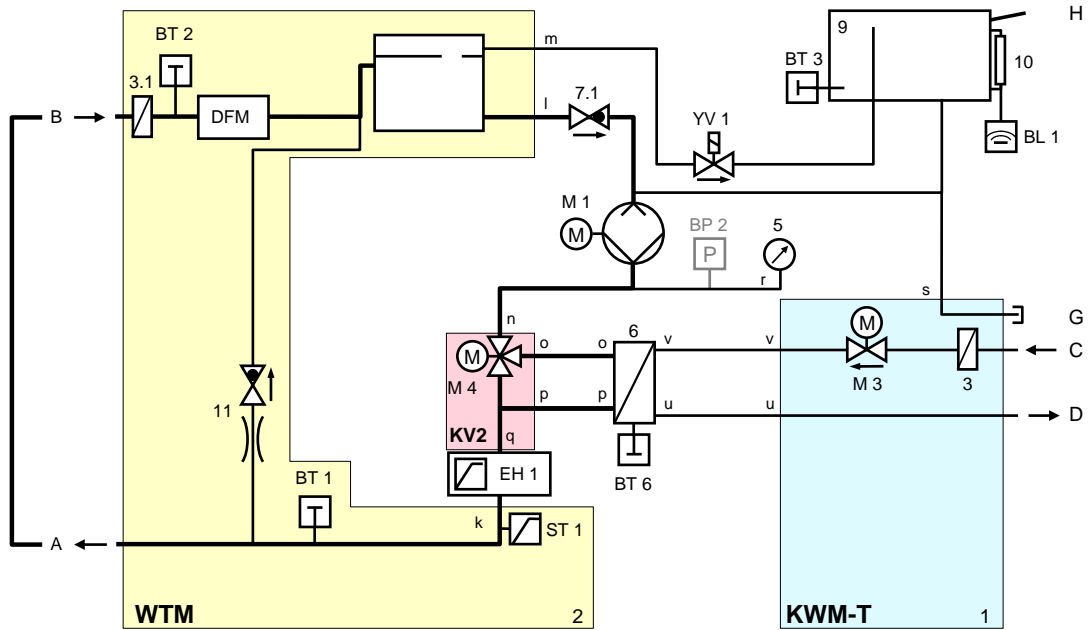 m
9
H
BT 2
BT 3
10
3.1
7.1
l
B
DFM
YV 1
BL 1
M 1
BP 2
5
M
P
r
s
G
n
6
M
o
o
v
v
C
M
M 4
M 3
3
11
p
p
u
u
D
KV2
q
BT 1
EH 1
BT 6
k
ST 1
A
WTM
2
KWM-T
1